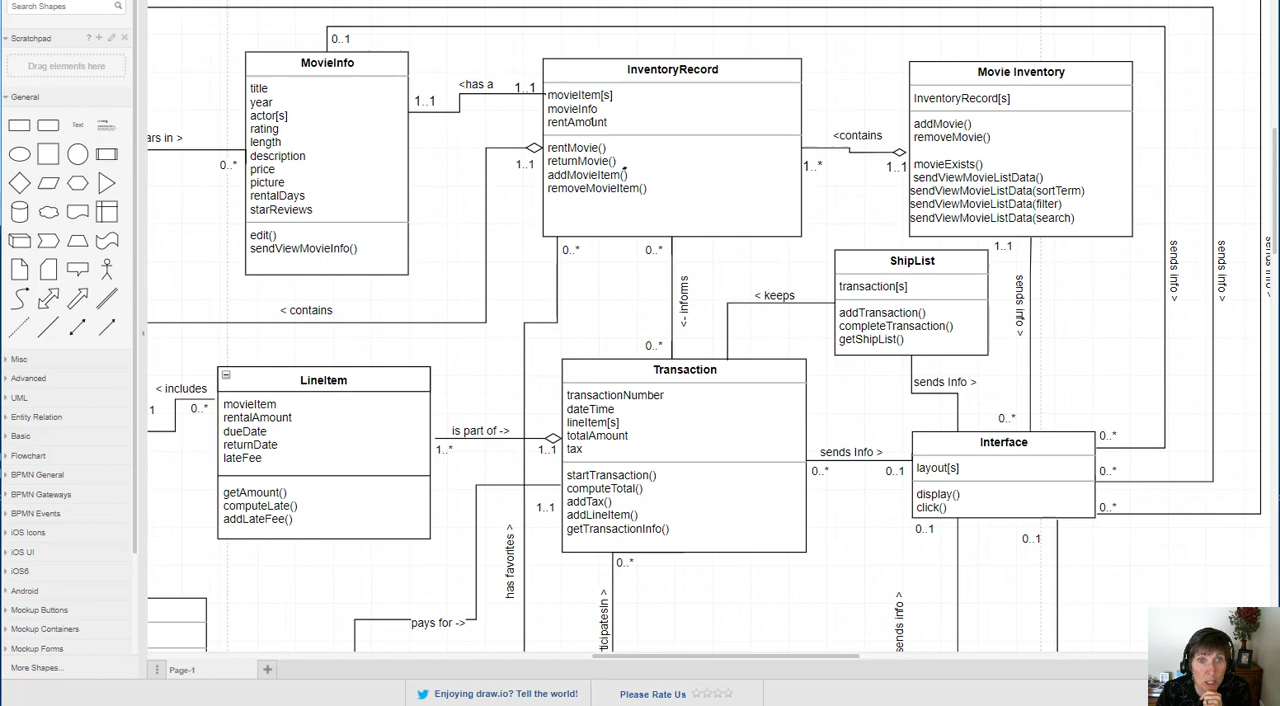 Search Shapes
Scratchpad
Drag elements here
General
Text
Misc
Advanced
UML
Entity Relation
Basic
Flowchart
BPMN General
BPMN Gateways
BPMN Events
iOS Icons
iOS UI
iOS6
Android
Mockup Buttons
Mockup Containers
Mockup Forms
More Shapes...
0..1
MovieInfo
title
year
actor[s]
rating
length
description
price
picture
rentalDays
starReviews
edit()
sendViewMovieInfo()
ars in >
0..*
1..1
<has a
1..1
InventoryRecord
movieItem[s]
movieInfo
rentAmount
rentMovie()
returnMovie()
addMovieItem()
removeMovieItem()
1..1
<contains
1..*
1..1
Movie Inventory
InventoryRecord[s]
addMovie()
removeMovie()
movieExists()
sendViewMovieListData()
sendViewMovieListData(sortTerm)
sendViewMovieListData(filter)
sendViewMovieListData(search)
1..1
sends info >
0..*
sends info >
sends info >
ShipList
transaction[s]
addTransaction()
completeTransaction()
getShipList()
< keeps
sends Info >
0..*
0..*
<- informs
0..*
< contains
< includes
1
0..*
LineItem
movieItem
rentalAmount
dueDate
returnDate
lateFee
getAmount()
computeLate()
addLateFee()
is part of ->
1..*
1..1
Transaction
transactionNumber
dateTime
lineItem[s]
totalAmount
tax
startTransaction()
computeTotal()
addTax()
addLineItem()
getTransactionInfo()
1..1
sends Info >
0..*
0..1
Interface
layout[s]
display()
click()
0..*
0..*
0..*
0..1
0..1
has favorites >
0..*
ticipatesin >
sends info >
pays for ->
Page-1
Enjoying draw.io? Tell the world!
Please Rate Us